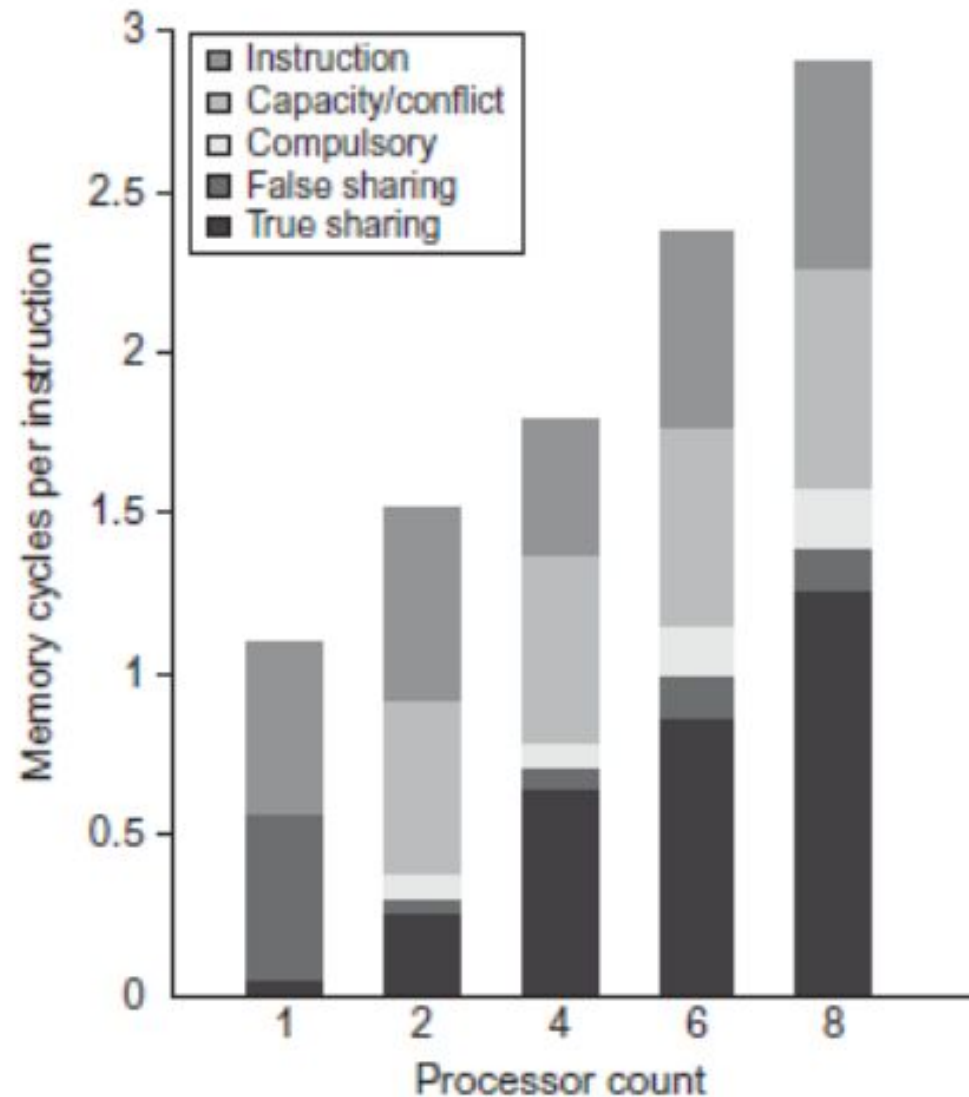 3
Instruction
Capacity/conflict
Compulsory
False sharing
True sharing
2.5
2
1.5
1
0.5
0
Memory cycles per instruction
1 2 4 6 8
Processor count